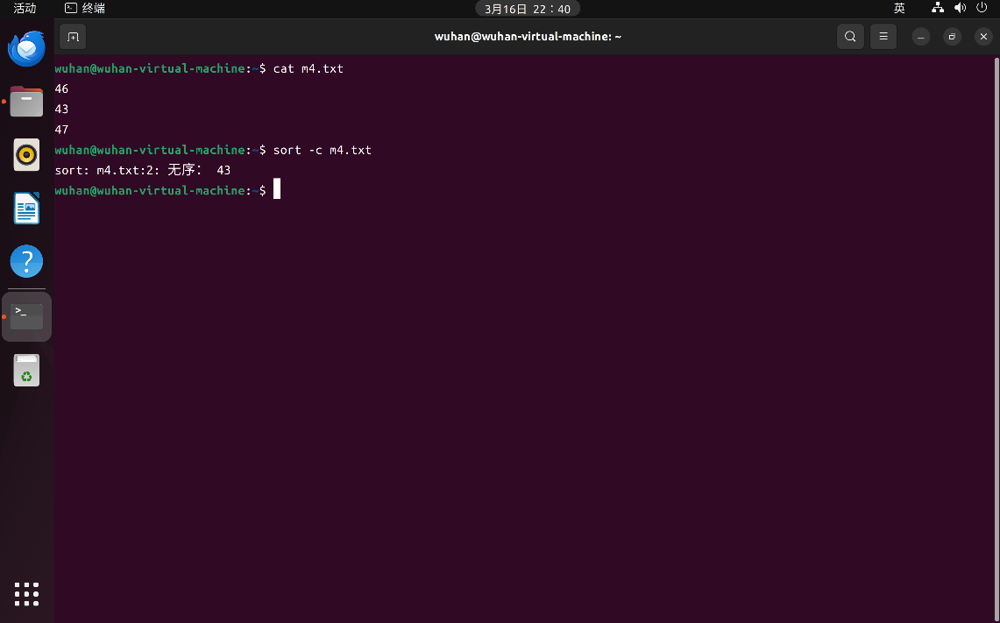 活动 终端 3月16日 22：40 英
wuhan@wuhan-virtual-machine: ~
wuhan@wuhan-virtual-machine:~$ cat m4.txt
46
43
47
wuhan@wuhan-virtual-machine:~$ sort -c m4.txt
sort: m4.txt:2: 无序： 43
wuhan@wuhan-virtual-machine:~$